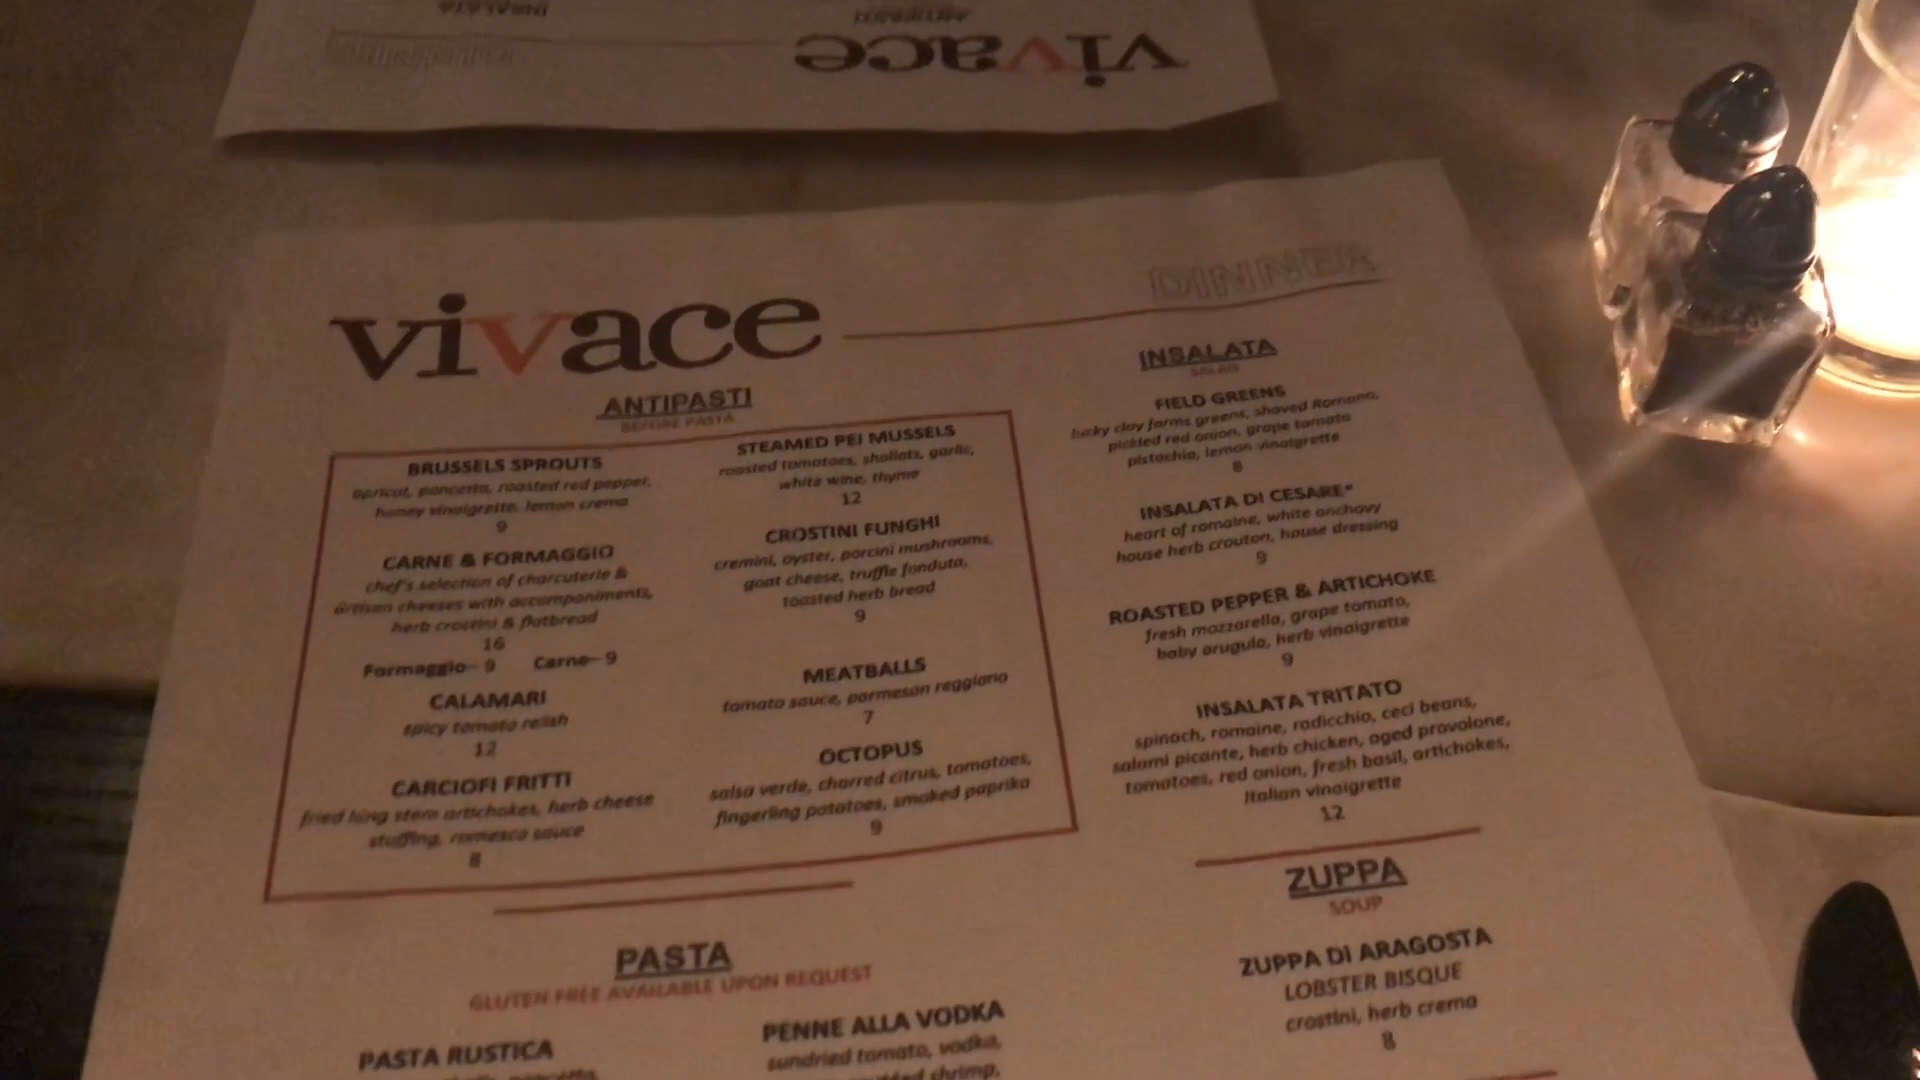 vivace
DINNER
ANTIPASTI
BEFORE PASTA
BRUSSELS SPROUTS
apricot, pancetta, roasted red pepper,
honey vinaigrette, lemon crema
9
CARNE & FORMAGGIO
chef's selection of charcuterie &
artisan cheeses with accompaniments,
herb crostini & flatbread
16
Formaggio- 9 Carne- 9
CALAMARI
spicy tomato relish
12
CARCIOFI FRITTI
fried long stem artichokes, herb cheese
stuffing, romesco sauce
8
STEAMED PEI MUSSELS
roasted tomatoes, shallots, garlic,
white wine, thyme
12
CROSTINI FUNGHI
cremini, oyster, porcini mushrooms,
goat cheese, truffle fonduta,
toasted herb bread
9
MEATBALLS
tomato sauce, parmesan reggiano
7
OCTOPUS
salsa verde, charred citrus, tomatoes,
fingerling potatoes, smoked paprika
9
INSALATA
SALAD
FIELD GREENS
lucky clay farms greens, shaved Romano,
pickled red onion, grape tomato
pistachio, lemon vinaigrette
8
INSALATA DI CESARE*
heart of romaine, white anchovy
house herb crouton, house dressing
9
ROASTED PEPPER & ARTICHOKE
fresh mozzarella, grape tomato,
baby arugula, herb vinaigrette
9
INSALATA TRITATO
spinach, romaine, radicchio, ceci beans,
salami picante, herb chicken, aged provolone,
tomatoes, red onion, fresh basil, artichokes,
Italian vinaigrette
12
ZUPPA
SOUP
ZUPPA DI ARAGOSTA
LOBSTER BISQUE
crostini, herb crema
8
PASTA
GLUTEN FREE AVAILABLE UPON REQUEST
PASTA RUSTICA
pancetta,
PENNE ALLA VODKA
sundried tomato, vodka,
shrimp,
vivace
ANTIPASTI